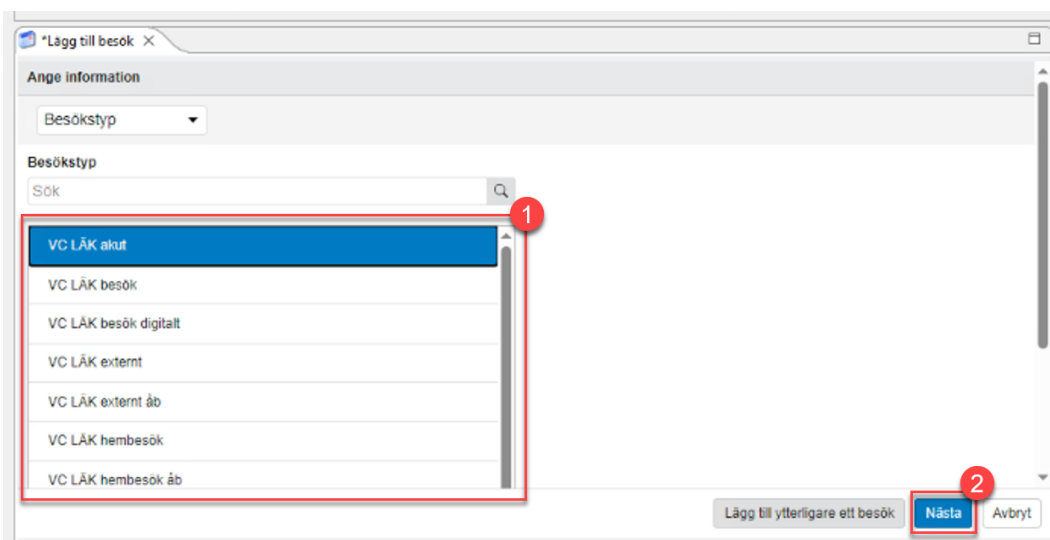 *Lägg till besök
Ange information
Besökstyp
Besökstyp
Sök
1
VC LÄK akut
VC LÄK besök
VC LÄK besök digitalt
VC LÄK externt
VC LÄK externt åb
VC LÄK hembesök
VC LÄK hembesök åb
2
Lägg till ytterligare ett besök Nästa Avbryt